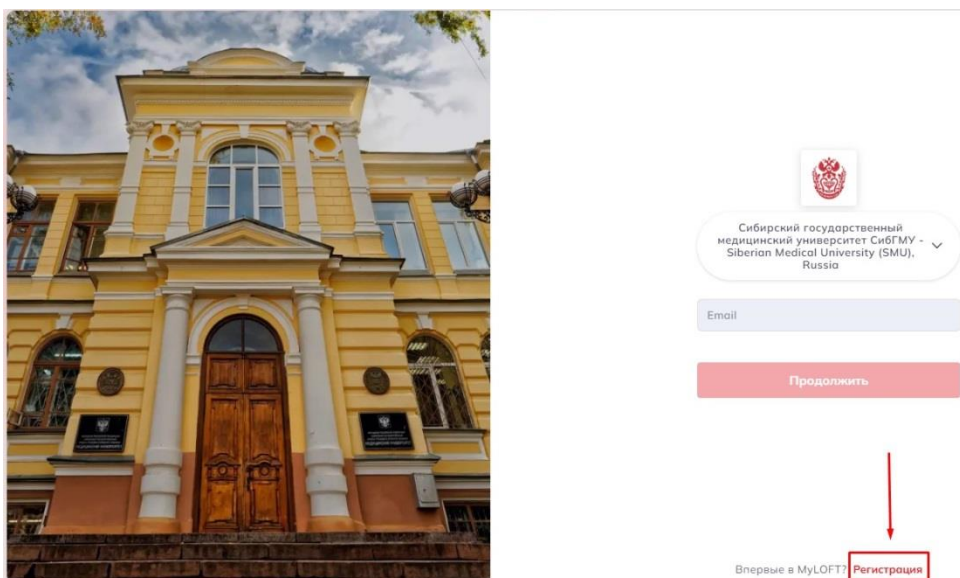 Сибирский государственный
медицинский университет СибГМУ -
Siberian Medical University (SMU),
Russia
Email
Продолжить
Впервые в MyLOFT? Регистрация